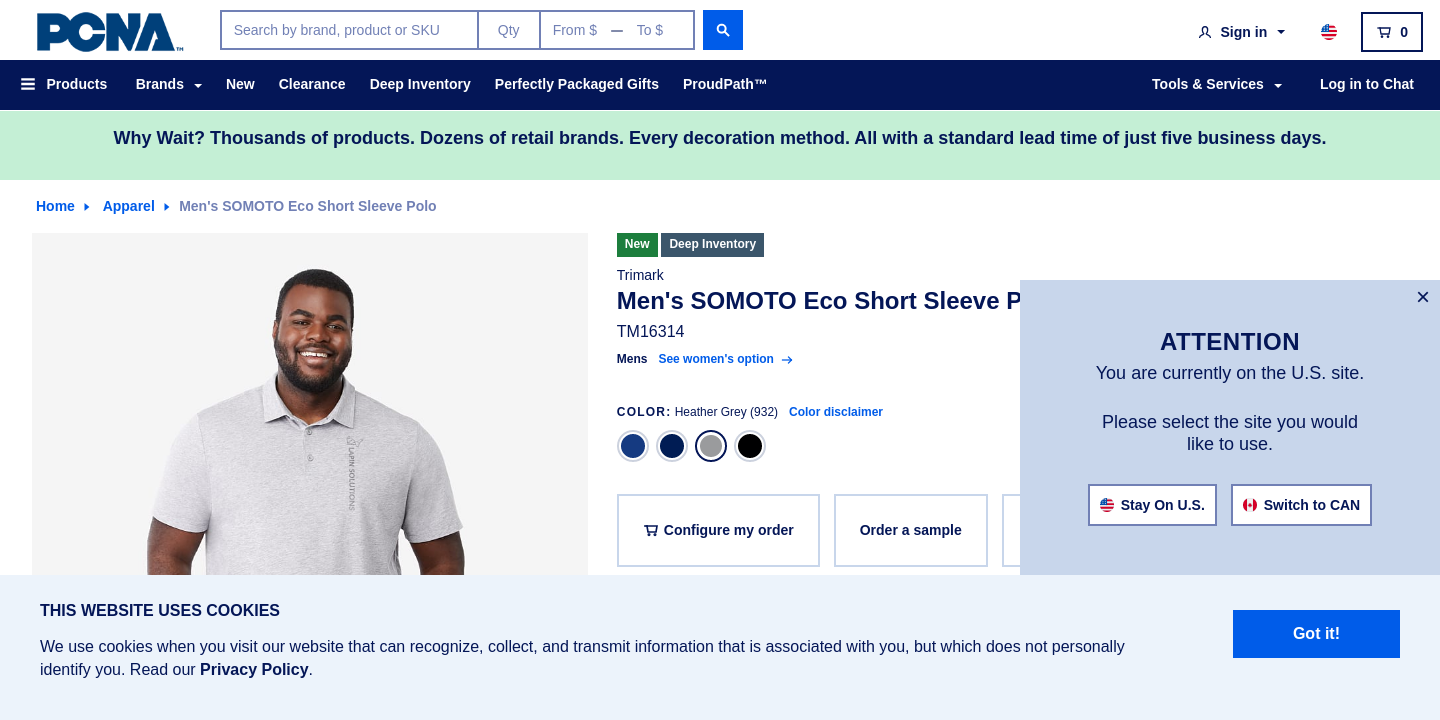 PCNA™
Search by brand, product or SKU
Qty
From $ — To $
Sign in
0
Products
Brands
New
Clearance
Deep Inventory
Perfectly Packaged Gifts
ProudPath™
Tools & Services
Log in to Chat
Why Wait? Thousands of products. Dozens of retail brands. Every decoration method. All with a standard lead time of just five business days.
Home
Apparel
Men's SOMOTO Eco Short Sleeve Polo
LAPIN SOLUTIONS
New
Deep Inventory
Trimark
Men's SOMOTO Eco Short Sleeve P
TM16314
Mens See women's option
COLOR: Heather Grey (932) Color disclaimer
Configure my order
Order a sample
×
ATTENTION
You are currently on the U.S. site.
Please select the site you would
like to use.
Stay On U.S.
Switch to CAN
THIS WEBSITE USES COOKIES
We use cookies when you visit our website that can recognize, collect, and transmit information that is associated with you, but which does not personally
identify you. Read our Privacy Policy.
Got it!